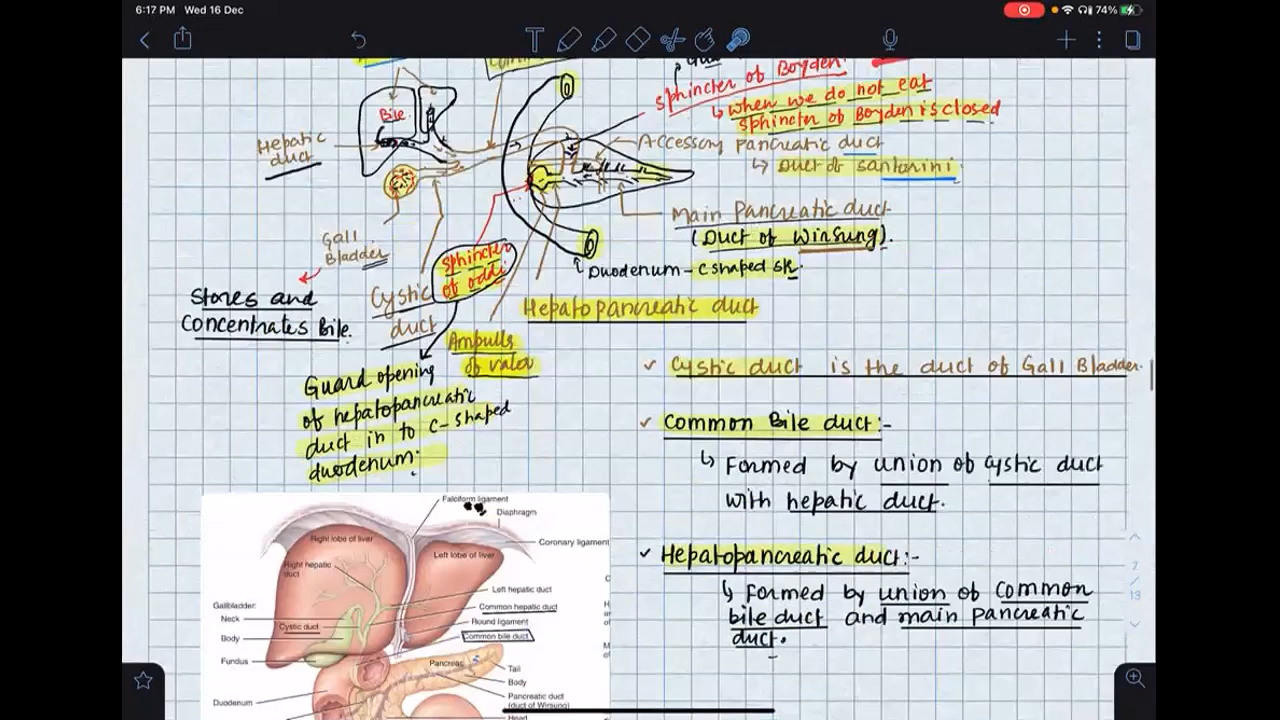 6:17 PM Wed 16 Dec
74%
Sphincter of Boyden.
↳ when we do not eat
sphincter of Boyden is closed
Bile
Hepatic
duct
Accessory pancreatic duct
↳ Duct of santorini.
Main Pancreatic duct
(Duct of Wirsung).
Duodenum - C shaped
Gall
Bladder
Sphincter
of oddi
Stores and
Concentrates Bile.
Cystic
duct
Hepatopancreatic duct
Ampulls
of vater
Guard opening
of hepatopancreatic
duct in to C-shaped
duodenum.
✓ Cystic duct is the duct of Gall Bladder.
✓ Common Bile duct:-
↳ Formed by union of cystic duct
with hepatic duct.
✓ Hepatopancreatic duct:-
↳ Formed by union of Common
bile duct and main pancreatic
duct.
Falciform ligament
Diaphragm
Right lobe of liver
Coronary ligament
Left lobe of liver
Right hepatic
duct
Left hepatic duct
Gallbladder:
Common hepatic duct
Neck
Cystic duct
Round ligament
Body
Common bile duct
Fundus
Pancreas
Tail
Body
Duodenum
Pancreatic duct
(duct of Wirsung)
Head
7
/
13